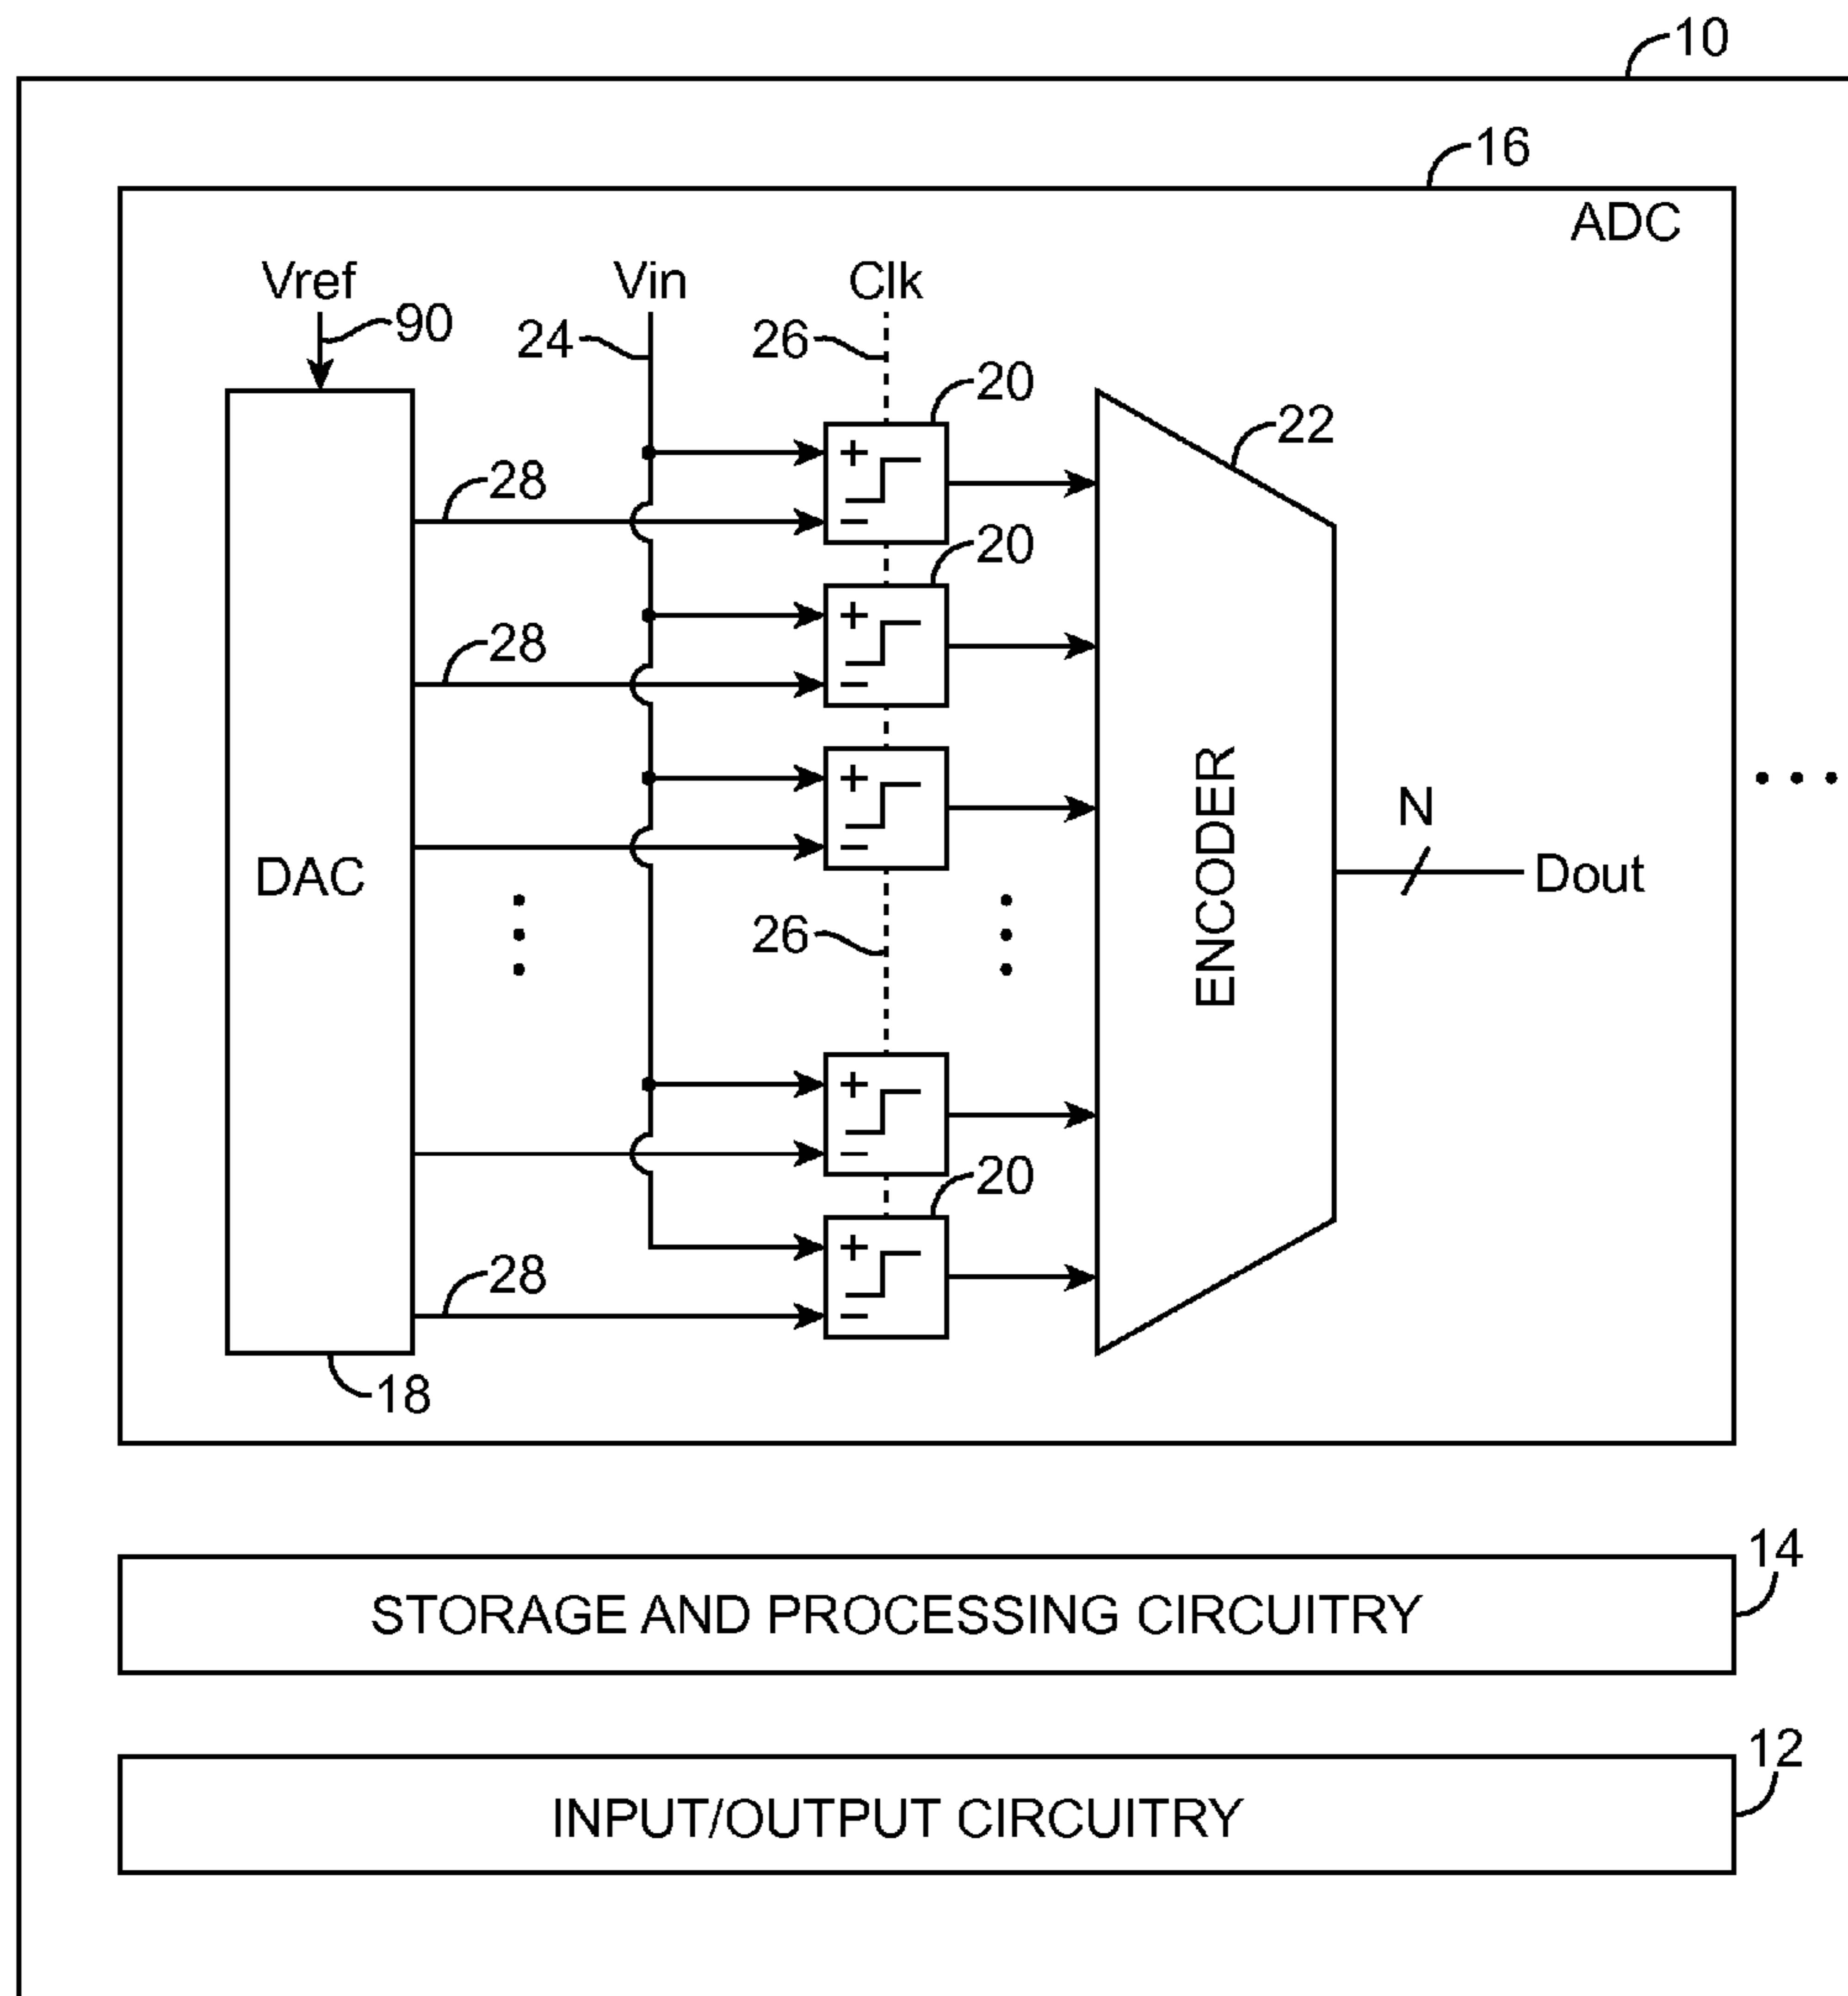 10
16
ADC
Vref
Vin
Clk
90
24
26
20
22
28
+
−
20
28
+
−
+
−
DAC
ENCODER
N
Dout
26
+
−
20
28
+
−
18
14
STORAGE AND PROCESSING CIRCUITRY
12
INPUT/OUTPUT CIRCUITRY